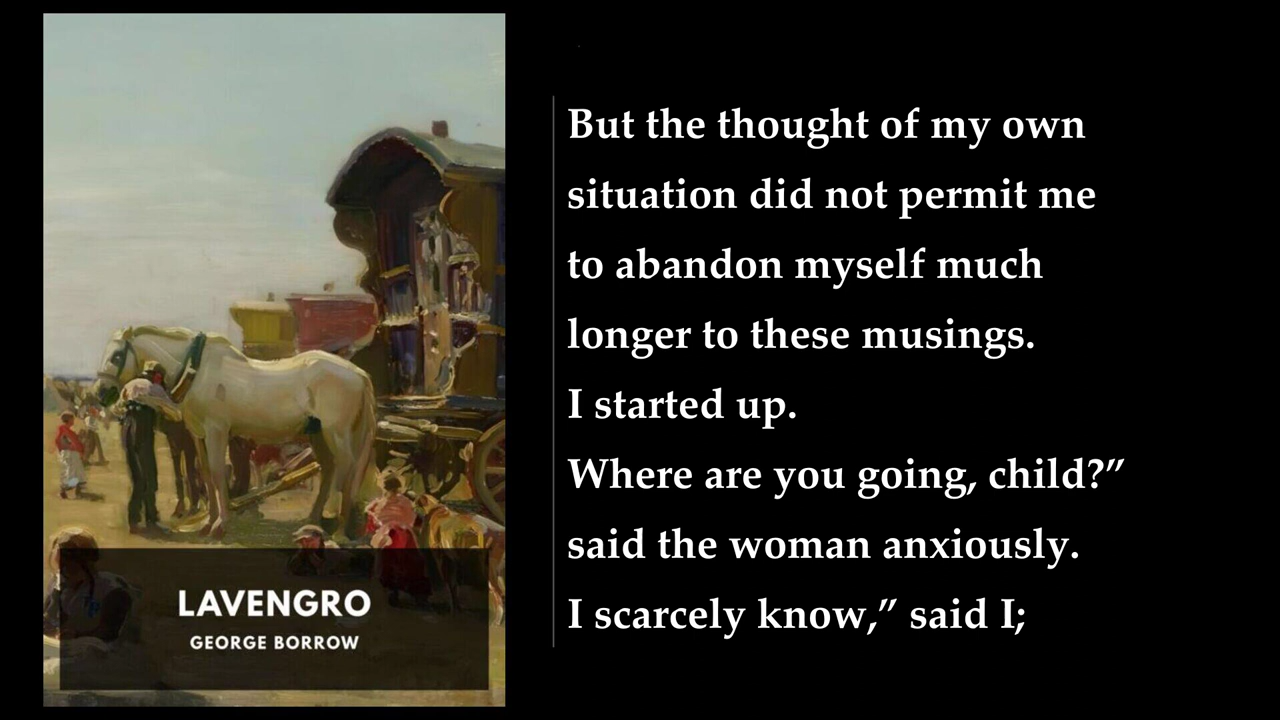 But the thought of my own
situation did not permit me
to abandon myself much
longer to these musings.
I started up.
Where are you going, child?”
said the woman anxiously.
I scarcely know,” said I;
LAVENGRO
GEORGE BORROW